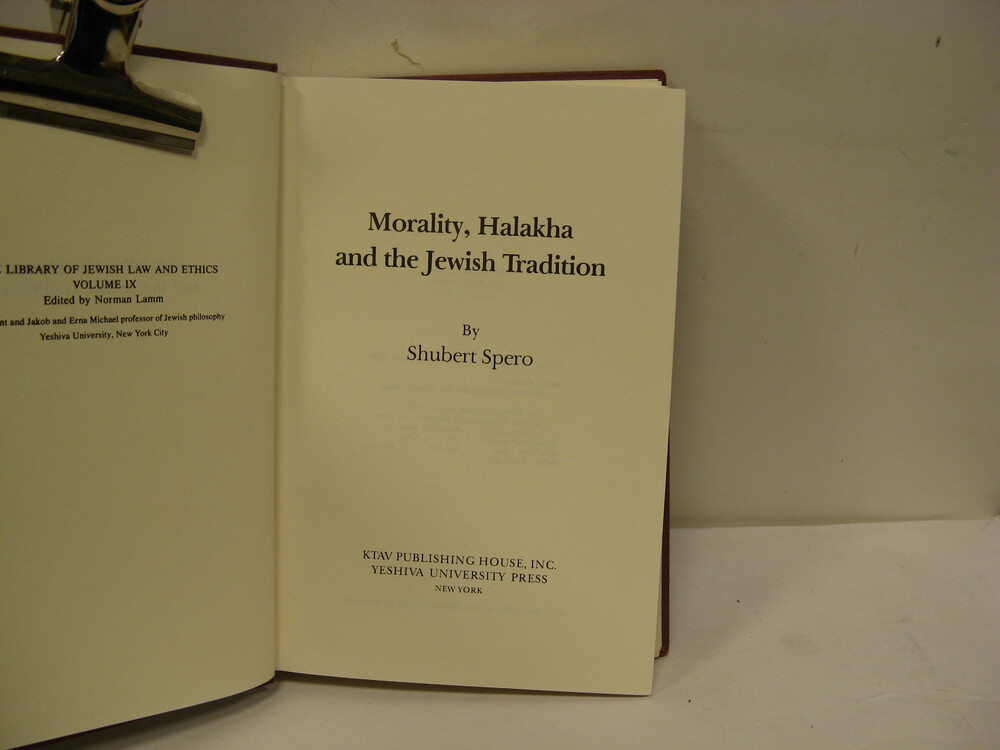 LIBRARY OF JEWISH LAW AND ETHICS
VOLUME IX
Edited by Norman Lamm
and Jakob and Erna Michael professor of Jewish philosophy
Yeshiva University, New York City
Morality, Halakha
and the Jewish Tradition
By
Shubert Spero
KTAV PUBLISHING HOUSE, INC.
YESHIVA UNIVERSITY PRESS
NEW YORK